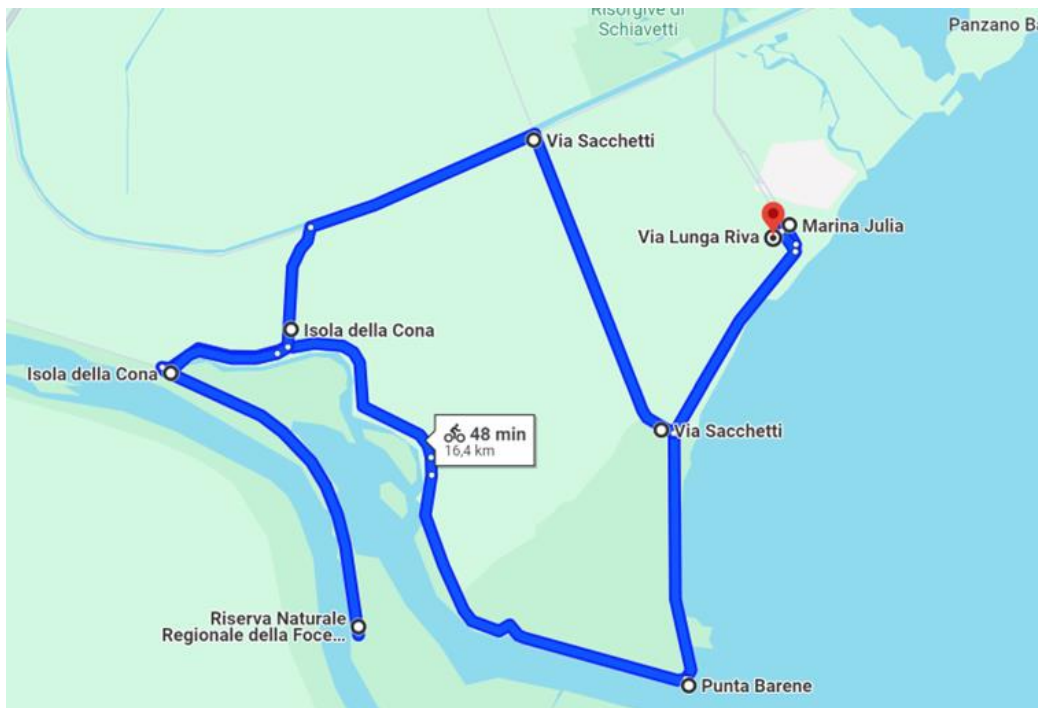 Risorgive di
Schiavetti
Panzano Ba
Via Sacchetti
Marina Julia
Via Lunga Riva
Isola della Cona
Isola della Cona
48 min
16,4 km
Via Sacchetti
Riserva Naturale
Regionale della Foce...
Punta Barene